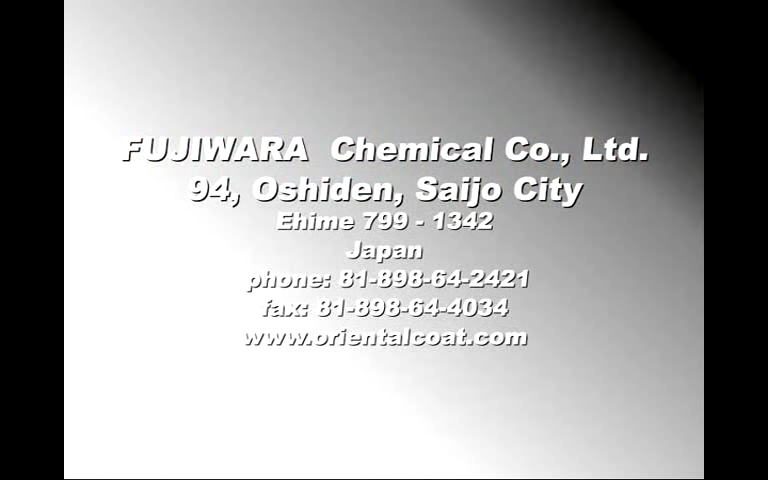 FUJIWARA Chemical Co., Ltd.
94, Oshiden, Saijo City
Ehime 799 - 1342
Japan
phone: 81-898-64-2421
fax: 81-898-64-4034
www.orientalcoat.com